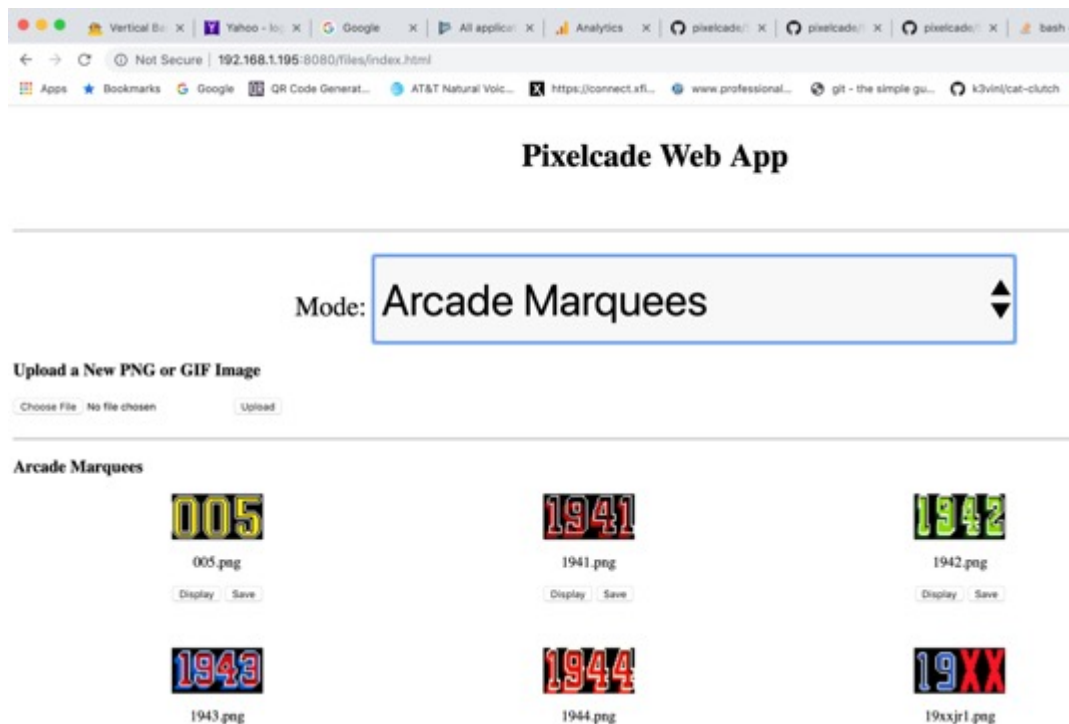 Vertical Ba
Yahoo - log
Google
All applicat
Analytics
pixelcade/
pixelcade/
pixelcade/
bash
Not Secure | 192.168.1.195:8080/files/index.html
Apps Bookmarks Google QR Code Generat... AT&T Natural Voic... https://connect.xfi... www.professional... git - the simple gu... k3vinl/cat-clutch
Pixelcade Web App
Mode: Arcade Marquees
Upload a New PNG or GIF Image
Choose File No file chosen Upload
Arcade Marquees
005 1941 1942
005.png 1941.png 1942.png
Display Save Display Save Display Save
1943 1944 19XX
1943.png 1944.png 19xxjr1.png